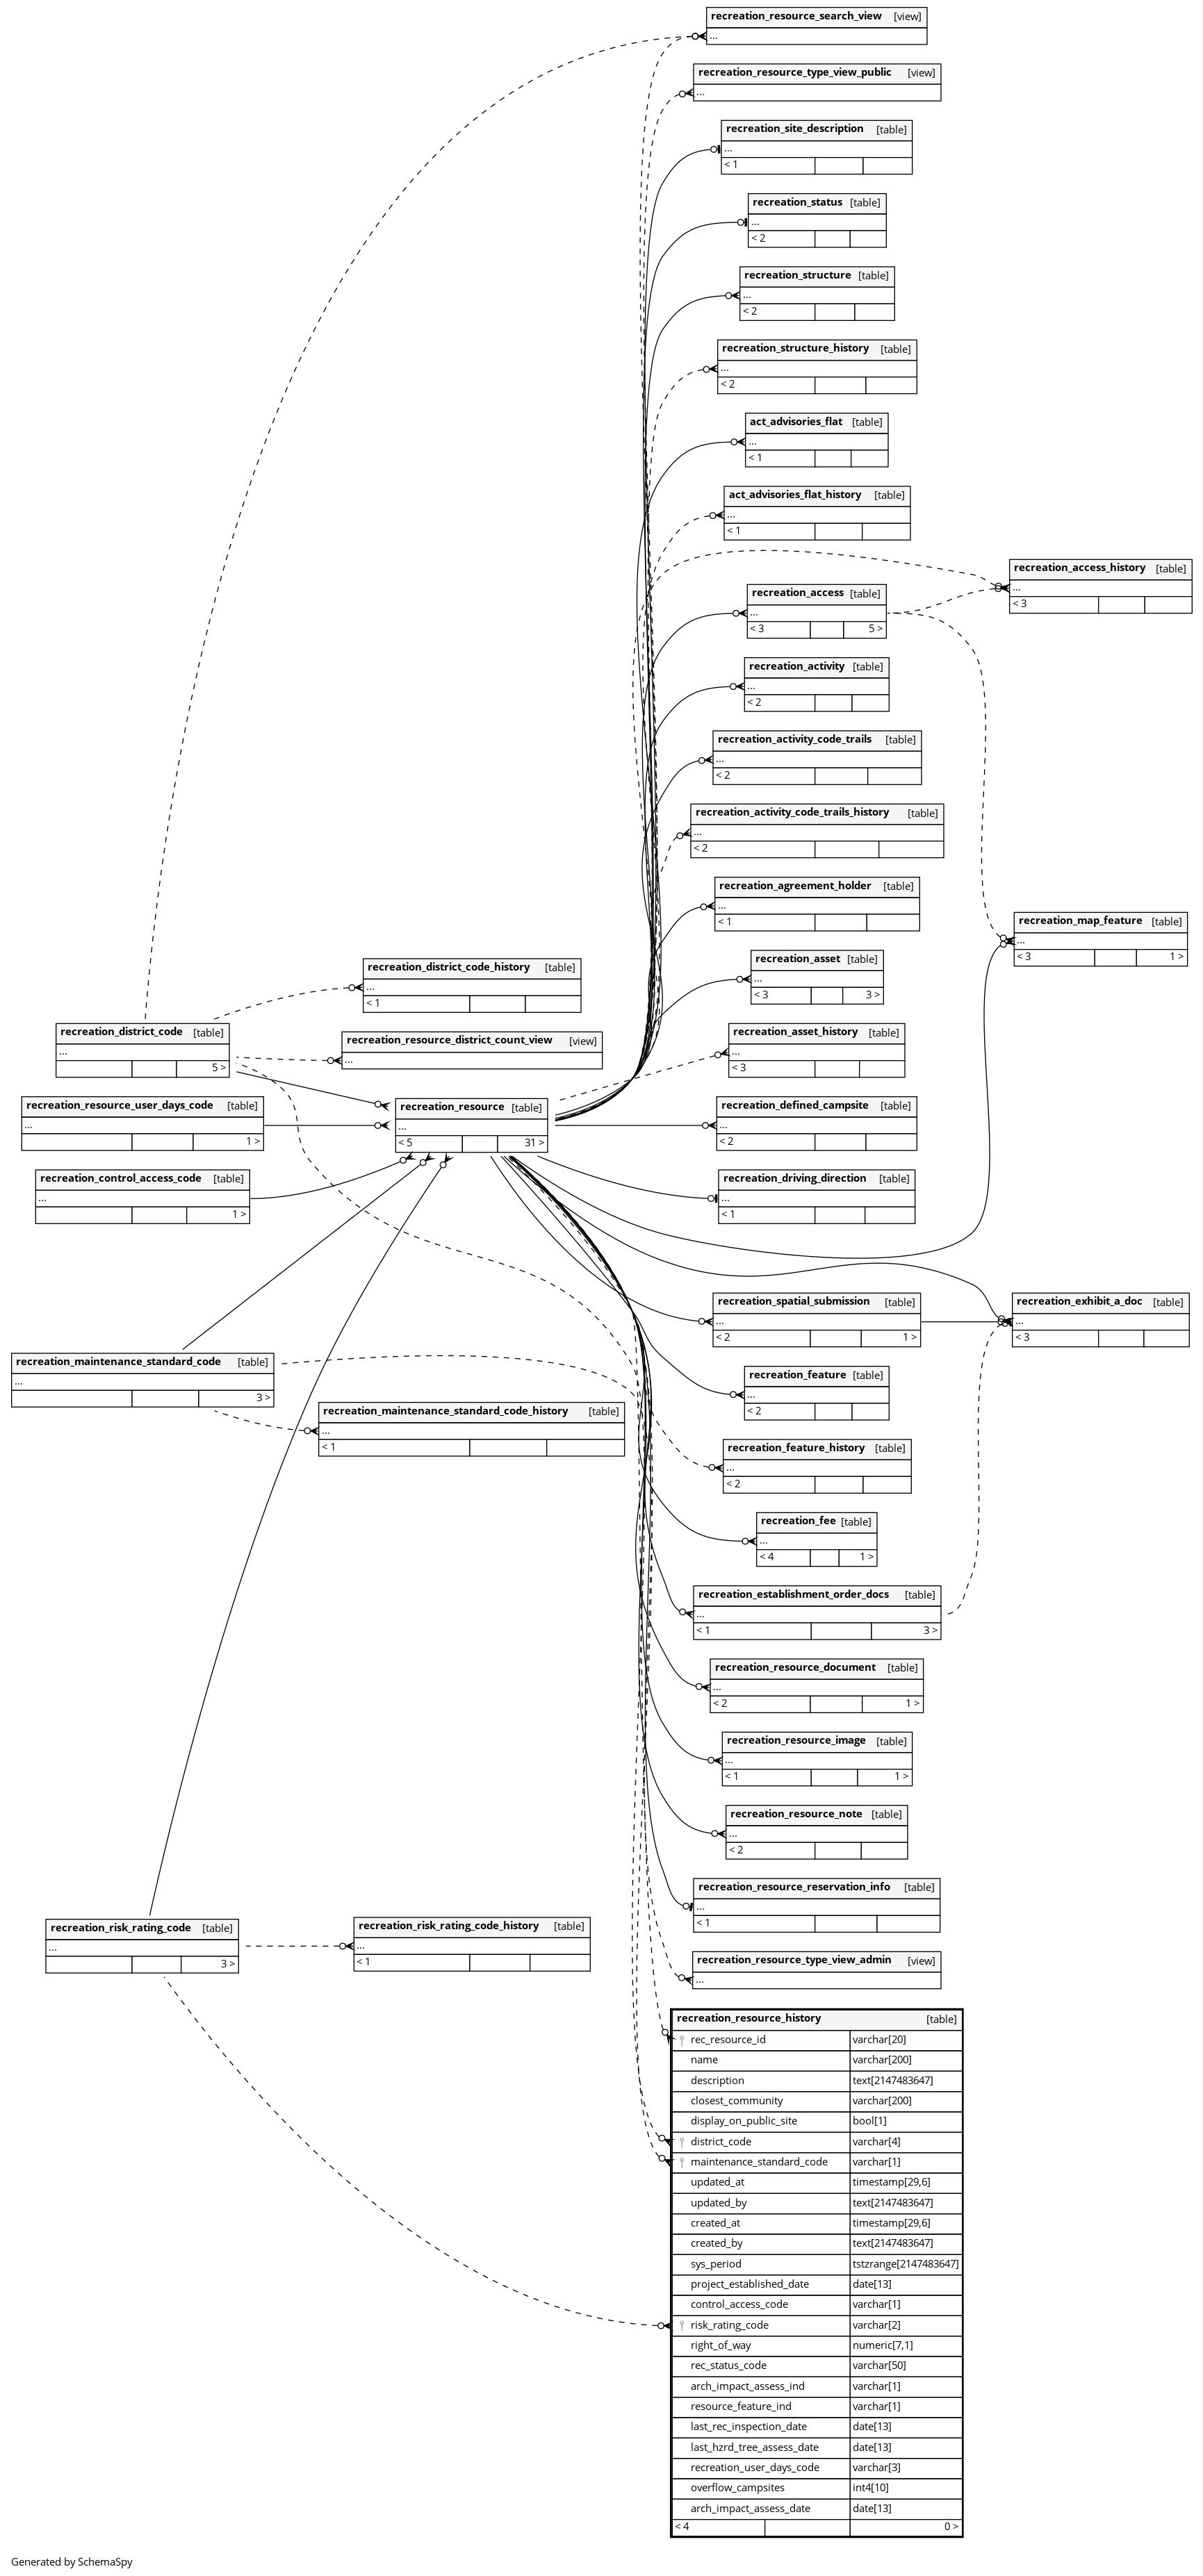 recreation_resource_search_view [view]
...
recreation_resource_type_view_public [view]
...
recreation_site_description [table]
...
< 1
recreation_status [table]
...
< 2
recreation_structure [table]
...
< 2
recreation_structure_history [table]
...
< 2
act_advisories_flat [table]
...
< 1
act_advisories_flat_history [table]
...
< 1
recreation_access_history [table]
...
< 3
recreation_access [table]
...
< 3 5 >
recreation_activity [table]
...
< 2
recreation_activity_code_trails [table]
...
< 2
recreation_activity_code_trails_history [table]
...
< 2
recreation_agreement_holder [table]
...
< 1
recreation_map_feature [table]
...
< 3 1 >
recreation_asset [table]
...
< 3 3 >
recreation_district_code_history [table]
...
< 1
recreation_district_code [table]
...
5 >
recreation_resource_district_count_view [view]
...
recreation_asset_history [table]
...
< 3
recreation_resource_user_days_code [table]
...
1 >
recreation_resource [table]
...
< 5 31 >
recreation_defined_campsite [table]
...
< 2
recreation_control_access_code [table]
...
1 >
recreation_driving_direction [table]
...
< 1
recreation_spatial_submission [table]
...
< 2 1 >
recreation_exhibit_a_doc [table]
...
< 3
recreation_maintenance_standard_code [table]
...
3 >
recreation_feature [table]
...
< 2
recreation_maintenance_standard_code_history [table]
...
< 1
recreation_feature_history [table]
...
< 2
recreation_fee [table]
...
< 4 1 >
recreation_establishment_order_docs [table]
...
< 1 3 >
recreation_resource_document [table]
...
< 2 1 >
recreation_resource_image [table]
...
< 1 1 >
recreation_resource_note [table]
...
< 2
recreation_resource_reservation_info [table]
...
< 1
recreation_risk_rating_code [table]
...
3 >
recreation_risk_rating_code_history [table]
...
< 1
recreation_resource_type_view_admin [view]
...
recreation_resource_history [table]
rec_resource_id varchar[20]
name varchar[200]
description text[2147483647]
closest_community varchar[200]
display_on_public_site bool[1]
district_code varchar[4]
maintenance_standard_code varchar[1]
updated_at timestamp[29,6]
updated_by text[2147483647]
created_at timestamp[29,6]
created_by text[2147483647]
sys_period tstzrange[2147483647]
project_established_date date[13]
control_access_code varchar[1]
risk_rating_code varchar[2]
right_of_way numeric[7,1]
rec_status_code varchar[50]
arch_impact_assess_ind varchar[1]
resource_feature_ind varchar[1]
last_rec_inspection_date date[13]
last_hzrd_tree_assess_date date[13]
recreation_user_days_code varchar[3]
overflow_campsites int4[10]
arch_impact_assess_date date[13]
< 4 0 >
Generated by SchemaSpy